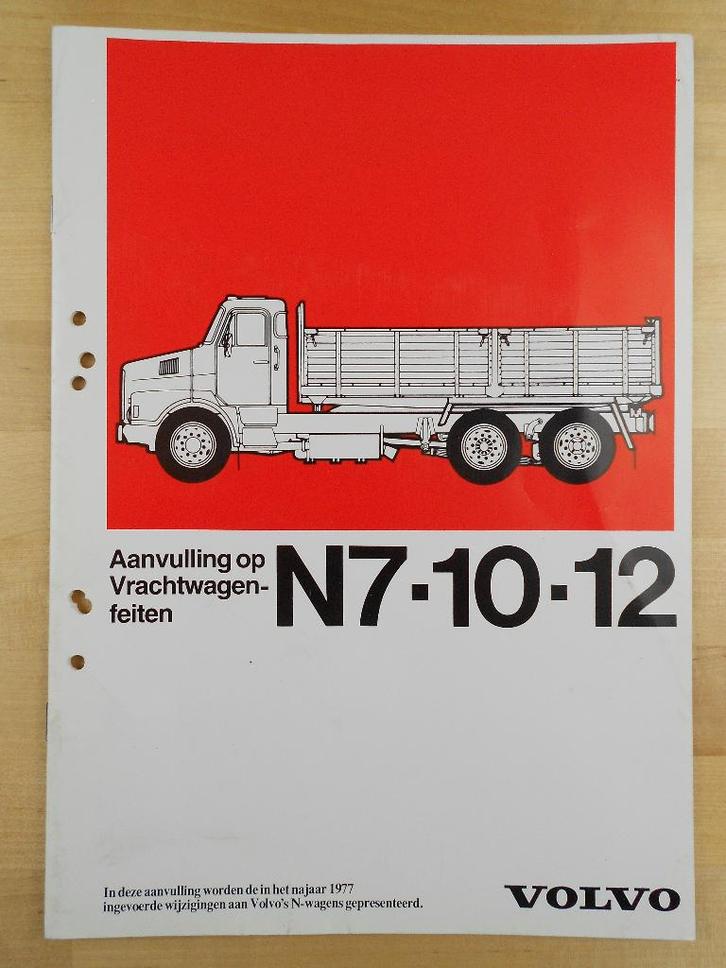 Aanvulling op
Vrachtwagen-
feiten
N7·10·12
In deze aanvulling worden de in het najaar 1977
ingevoerde wijzigingen aan Volvo's N-wagens gepresenteerd.
VOLVO